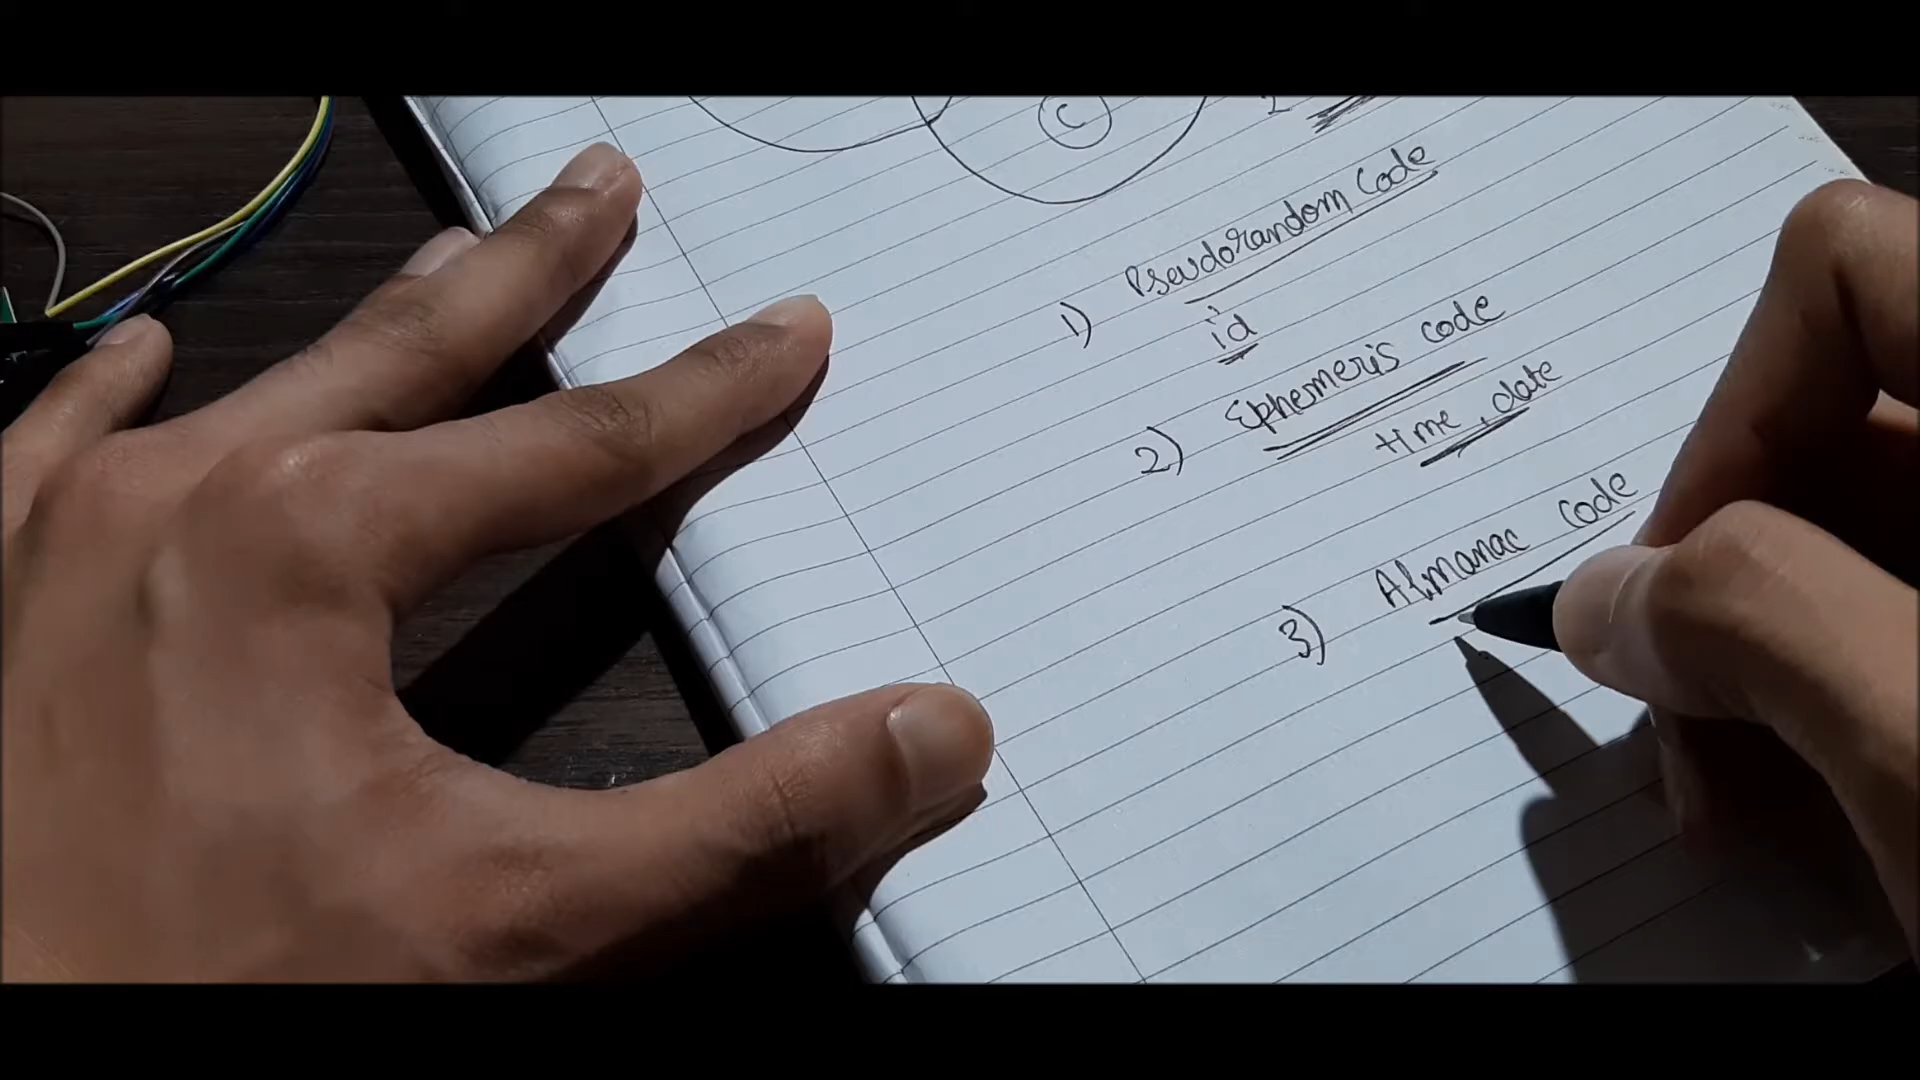 C
1) Pseudorandom code
id
2) Ephemeris code
time, date
3) Almanac code